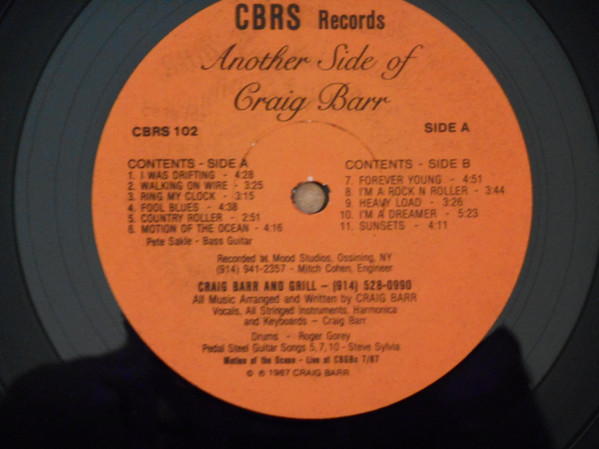 CBRS Records
Another Side of
Craig Barr
CBRS 102
SIDE A
CONTENTS - SIDE A
1. I WAS DRIFTING - 4:28
2. WALKING ON WIRE - 3:25
3. RING MY CLOCK - 3:15
4. FOOL BLUES - 4:38
5. COUNTRY ROLLER - 2:51
6. MOTION OF THE OCEAN - 4:16
Pete Sakle - Bass Guitar
CONTENTS - SIDE B
7. FOREVER YOUNG - 4:51
8. I'M A ROCK N ROLLER - 3:44
9. HEAVY LOAD - 3:26
10. I'M A DREAMER - 5:23
11. SUNSETS - 4:11
Recorded at Mood Studios, Ossining, NY
(914) 941-2357 - Mitch Cohen, Engineer
CRAIG BARR AND GRILL - (914) 528-0990
All Music Arranged and Written by CRAIG BARR
Vocals, All Stringed Instruments, Harmonica
and Keyboards - Craig Barr
Drums - Roger Gorey
Pedal Steel Guitar Songs 5, 7, 10 - Steve Sylvia
Motion of the Ocean - Live at CBGBs 7/87
© ℗ 1987 CRAIG BARR